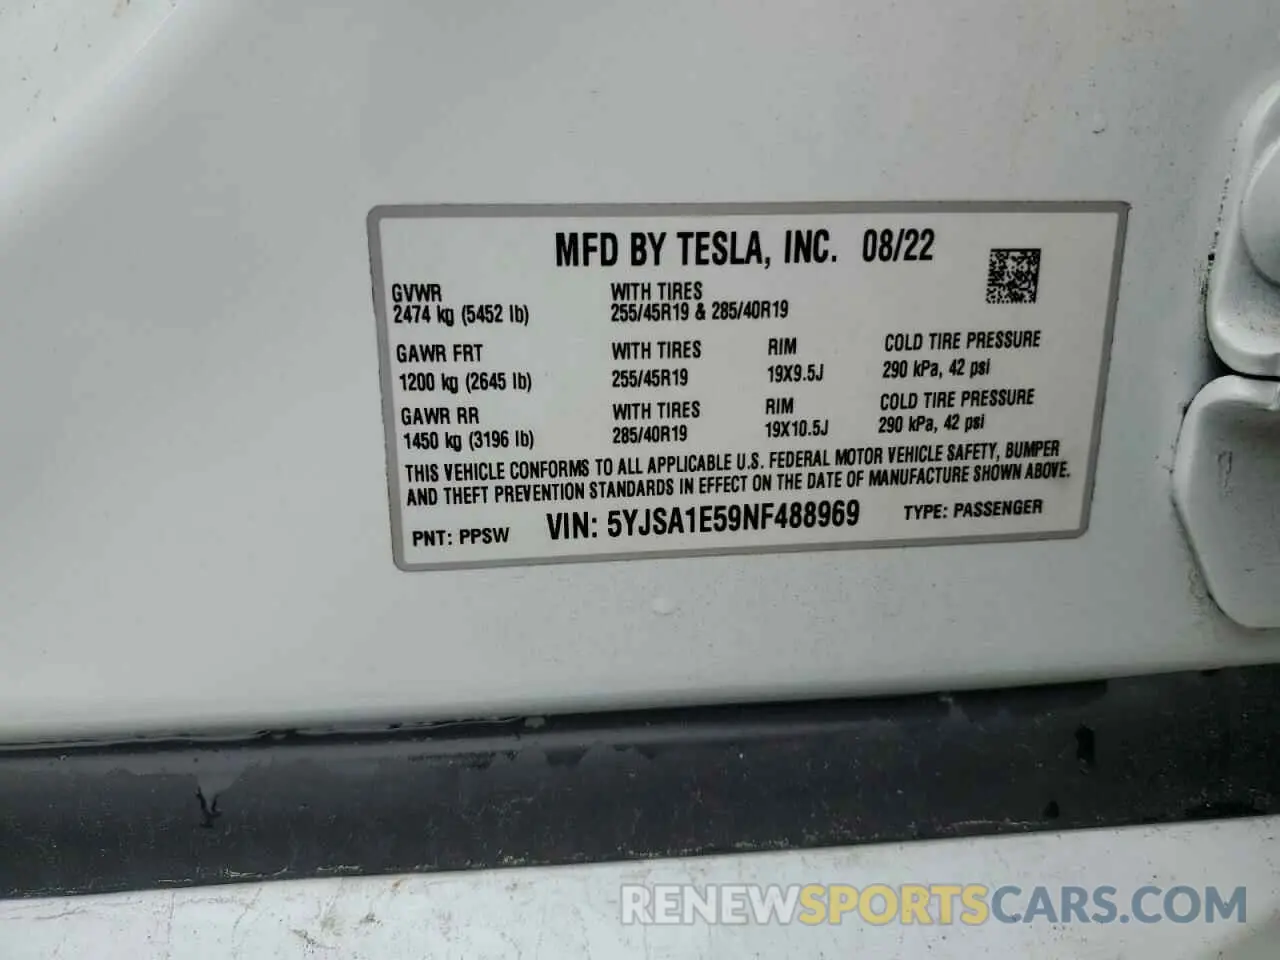 MFD BY TESLA, INC. 08/22
GVWR WITH TIRES
2474 kg (5452 lb) 255/45R19 & 285/40R19
GAWR FRT WITH TIRES RIM COLD TIRE PRESSURE
1200 kg (2645 lb) 255/45R19 19X9.5J 290 kPa, 42 psi
GAWR RR WITH TIRES RIM COLD TIRE PRESSURE
1450 kg (3196 lb) 285/40R19 19X10.5J 290 kPa, 42 psi
THIS VEHICLE CONFORMS TO ALL APPLICABLE U.S. FEDERAL MOTOR VEHICLE SAFETY, BUMPER
AND THEFT PREVENTION STANDARDS IN EFFECT ON THE DATE OF MANUFACTURE SHOWN ABOVE.
PNT: PPSW VIN: 5YJSA1E59NF488969 TYPE: PASSENGER
RENEWSPORTSCARS.COM